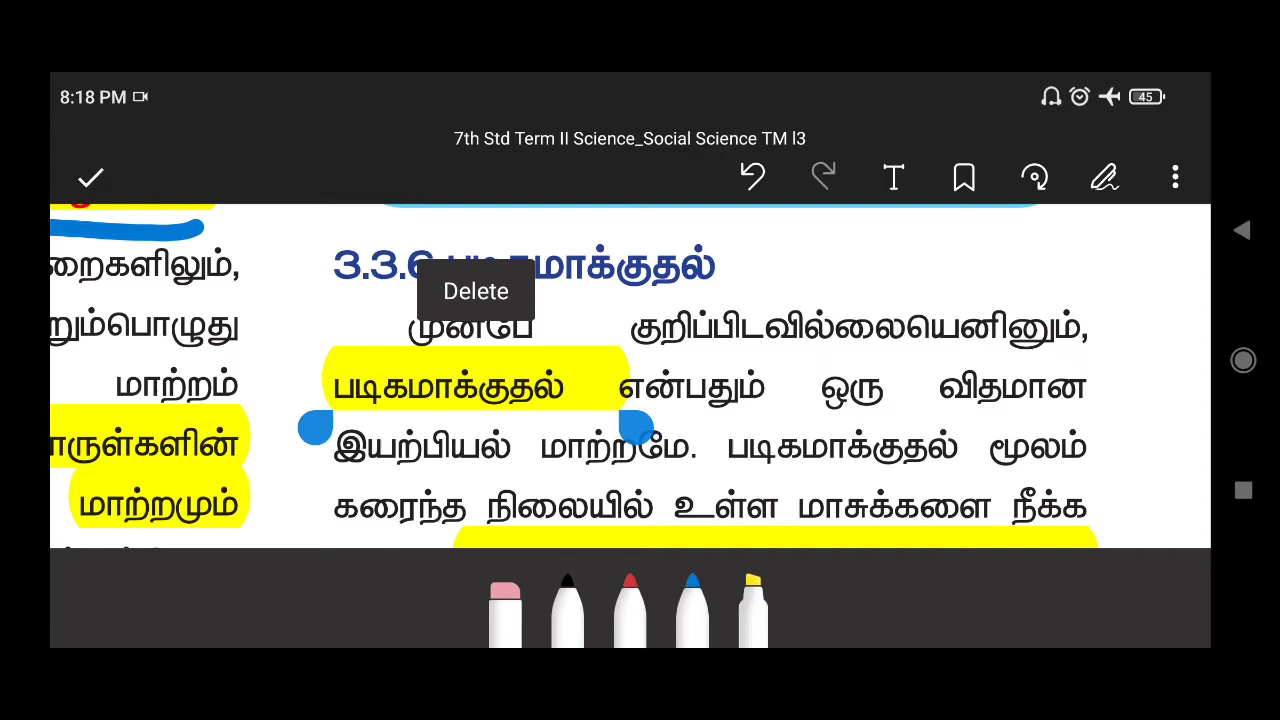 8:18 PM
45
7th Std Term II Science_Social Science TM l3
றைகளிலும்,
றும்பொழுது
மாற்றம்
ருள்களின்
மாற்றமும்
3.3.6 படிகமாக்குதல்
Delete
முன்பே குறிப்பிடவில்லையெனினும்,
படிகமாக்குதல் என்பதும் ஒரு விதமான
இயற்பியல் மாற்றமே. படிகமாக்குதல் மூலம்
கரைந்த நிலையில் உள்ள மாசுக்களை நீக்க